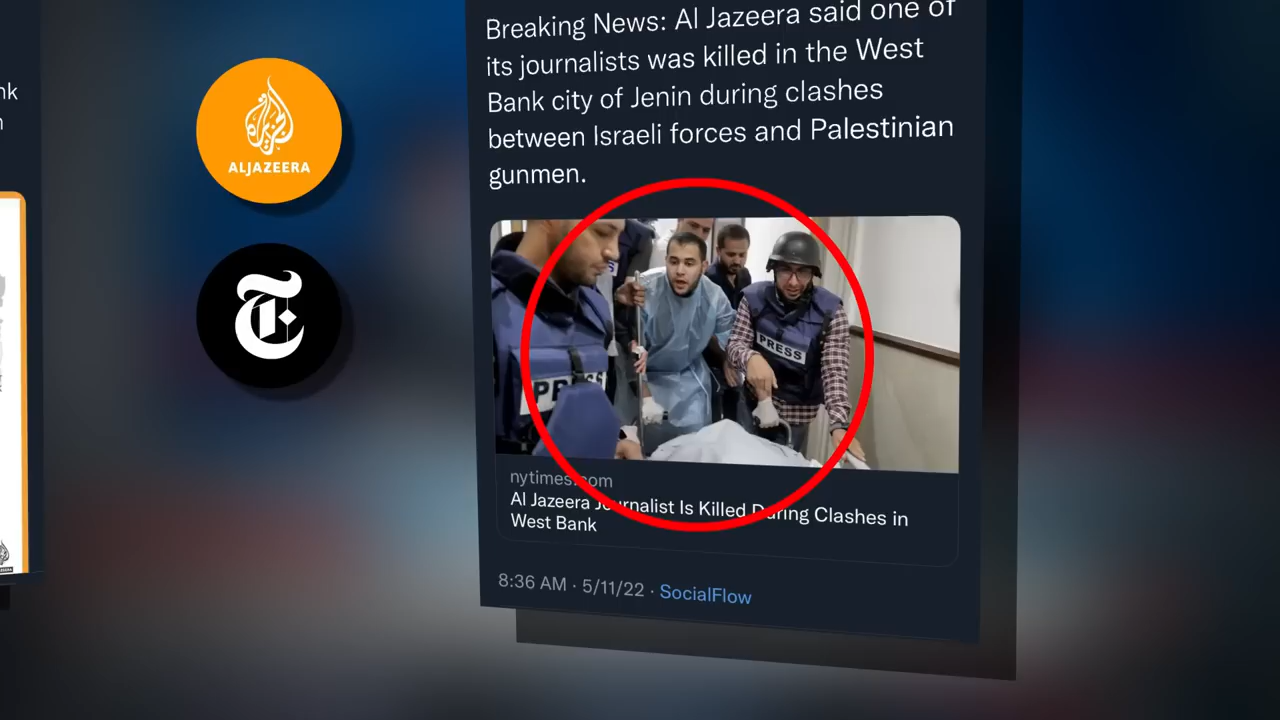 nk
ALJAZEERA
Breaking News: Al Jazeera said one of
its journalists was killed in the West
Bank city of Jenin during clashes
between Israeli forces and Palestinian
gunmen.
PRESS
PRESS
nytimes.com
Al Jazeera Journalist Is Killed During Clashes in
West Bank
8:36 AM · 5/11/22 · SocialFlow